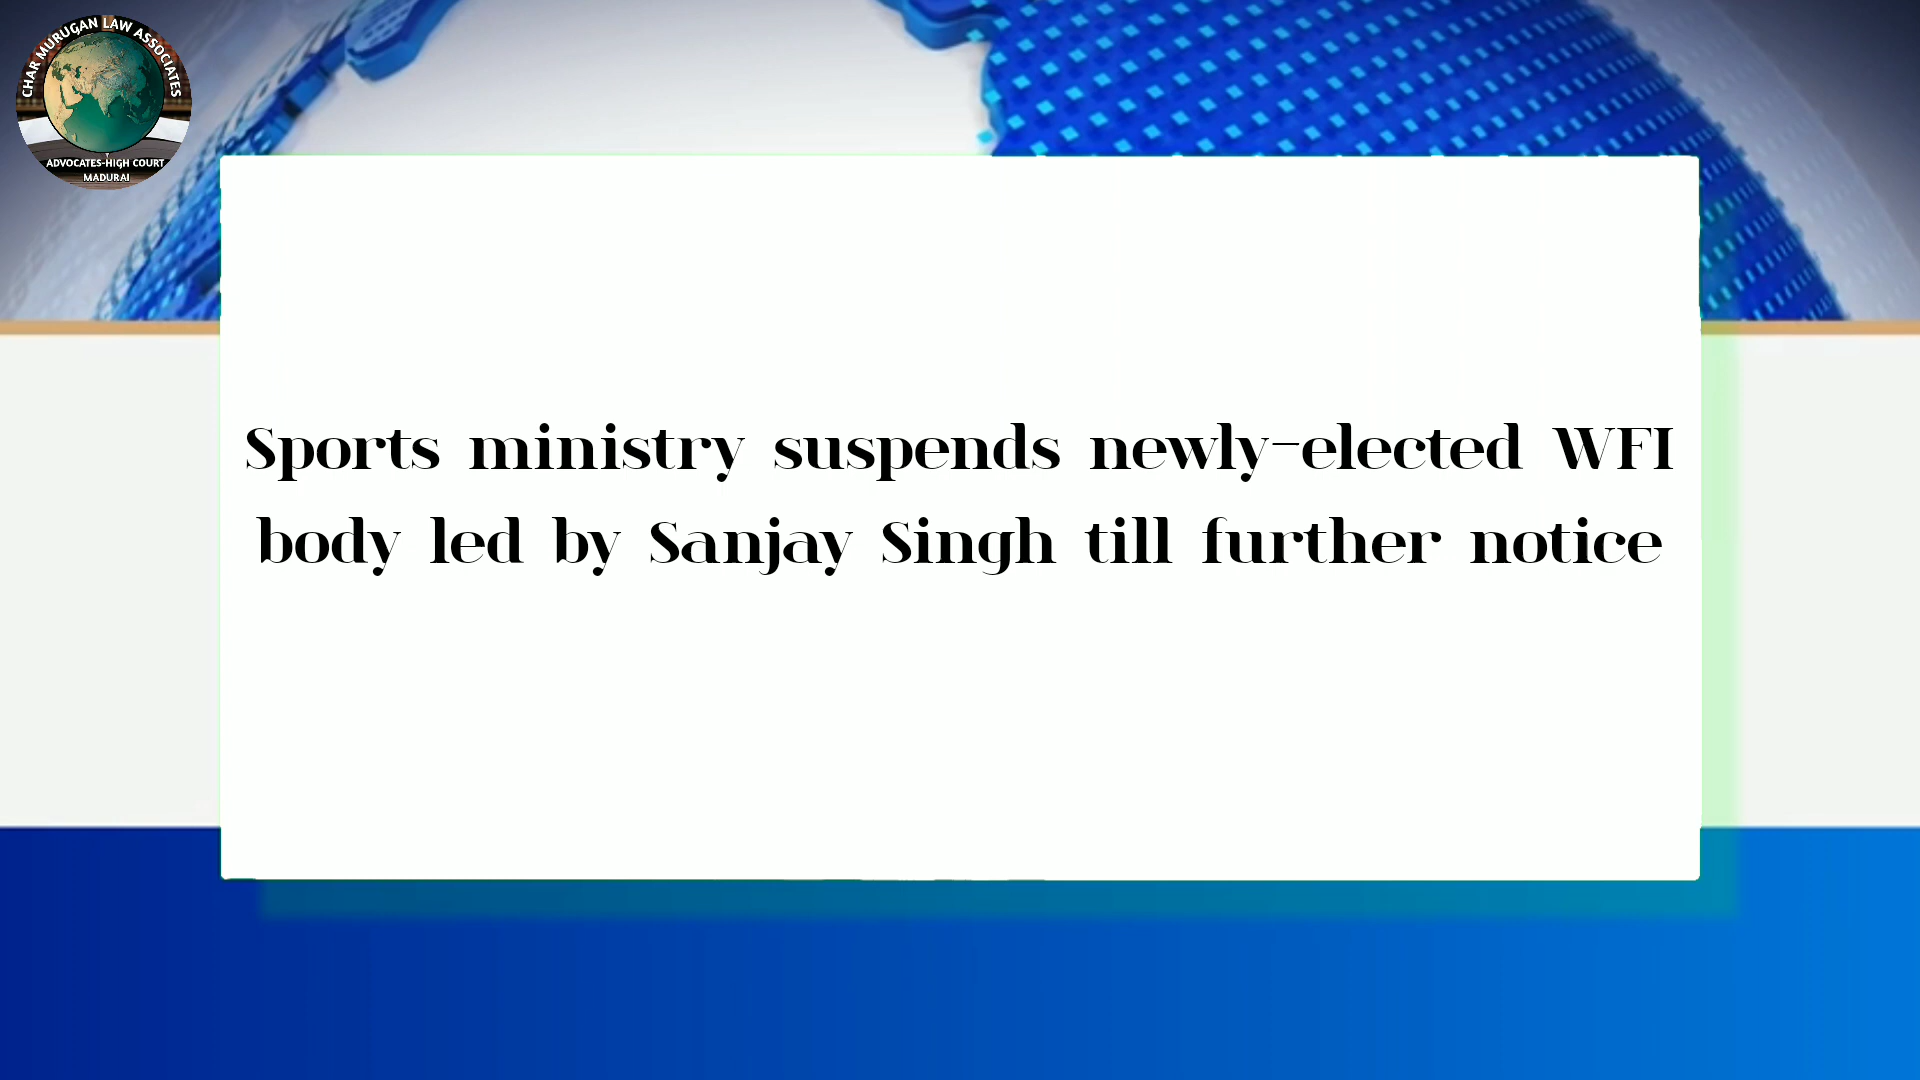 CHAR MURUGAN LAW ASSOCIATES
ADVOCATES-HIGH COURT
MADURAI
Sports ministry suspends newly-elected WFI
body led by Sanjay Singh till further notice